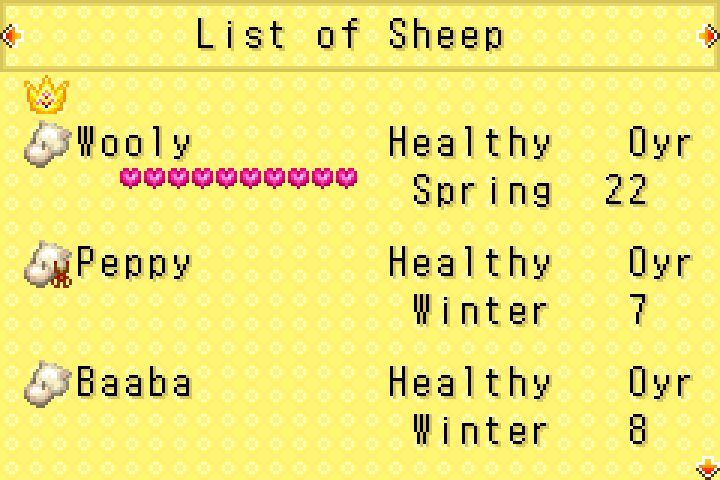 List of Sheep
Wooly Healthy 0yr
Spring 22
Peppy Healthy 0yr
Winter 7
Baaba Healthy 0yr
Winter 8